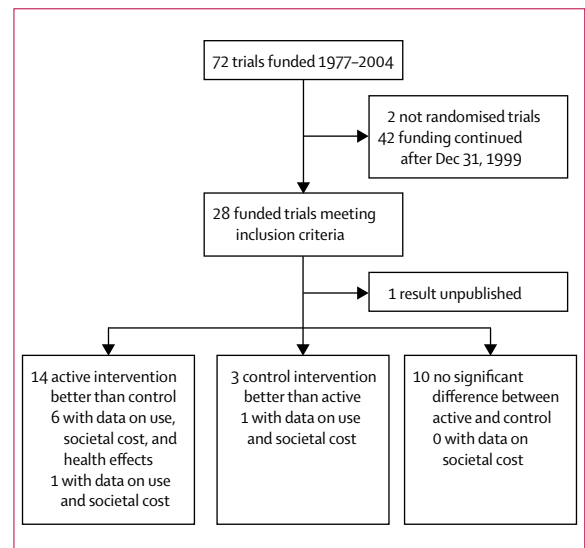 72 trials funded 1977–2004
2 not randomised trials
42 funding continued
after Dec 31, 1999
28 funded trials meeting
inclusion criteria
1 result unpublished
14 active intervention
better than control
6 with data on use,
societal cost, and
health effects
1 with data on use
and societal cost
3 control intervention
better than active
1 with data on use
and societal cost
10 no significant
difference between
active and control
0 with data on
societal cost